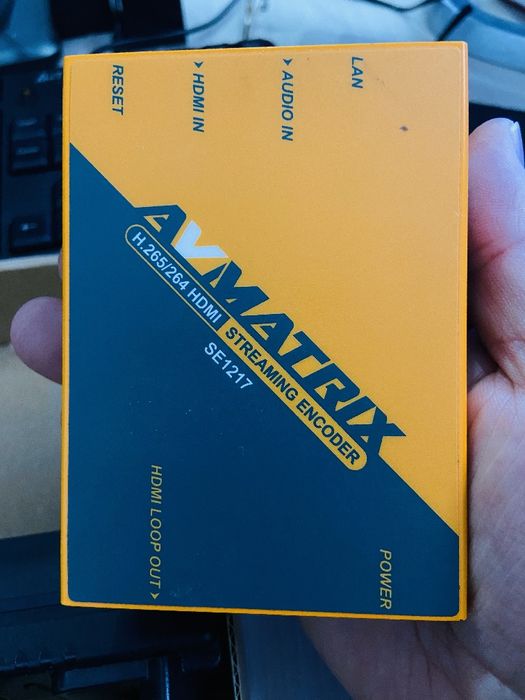 RESET
HDMI IN
AUDIO IN
LAN
AVMATRIX
H.265/264 HDMI STREAMING ENCODER
SE1217
HDMI LOOP OUT
POWER